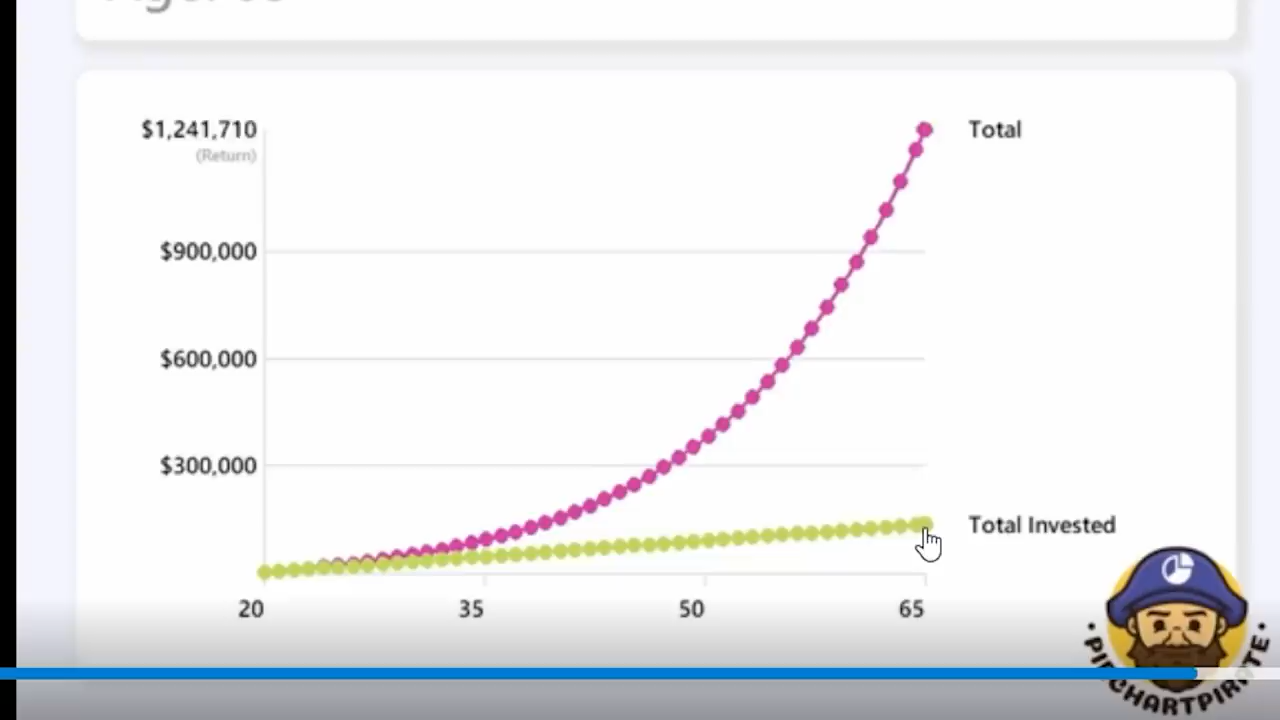 $1,241,710
(Return)
Total
$900,000
$600,000
$300,000
Total Invested
20
35
50
65